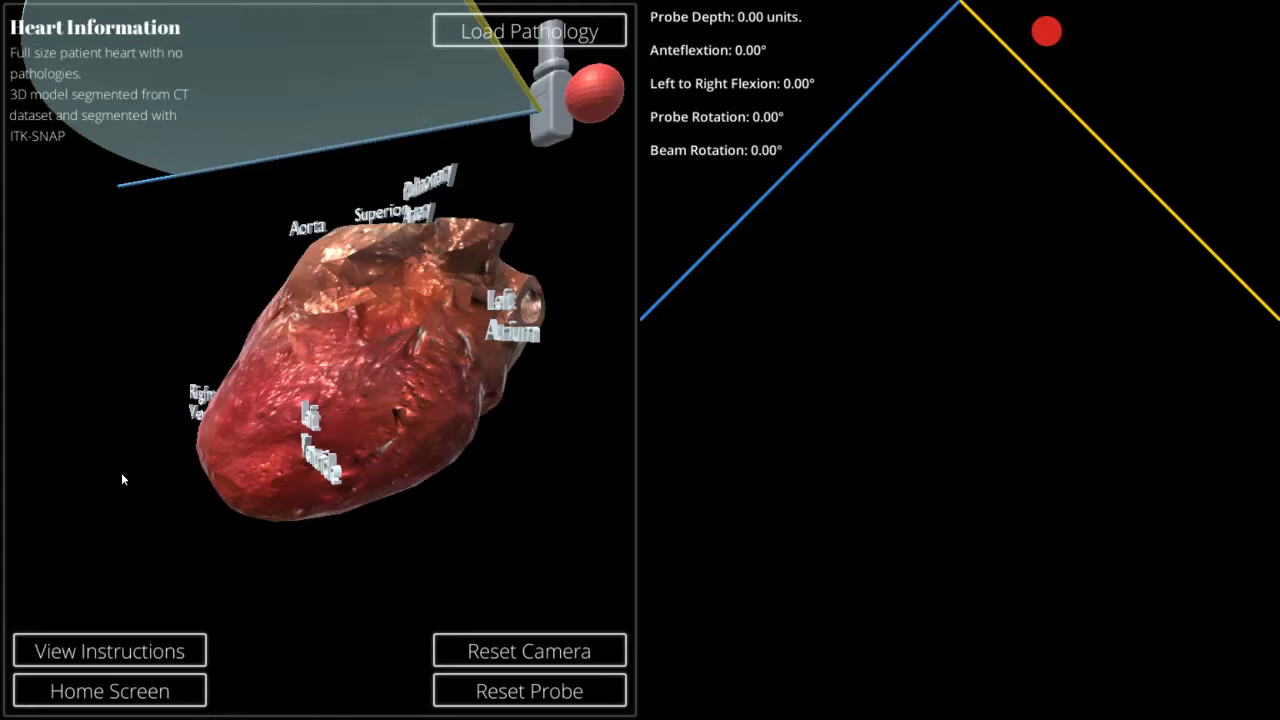 Heart Information
Full size patient heart with no
pathologies.
3D model segmented from CT
dataset and segmented with
ITK-SNAP
Load Pathology
Probe Depth: 0.00 units.
Anteflextion: 0.00°
Left to Right Flexion: 0.00°
Probe Rotation: 0.00°
Beam Rotation: 0.00°
Aorta
Superior
Left
Atrium
View Instructions
Home Screen
Reset Camera
Reset Probe